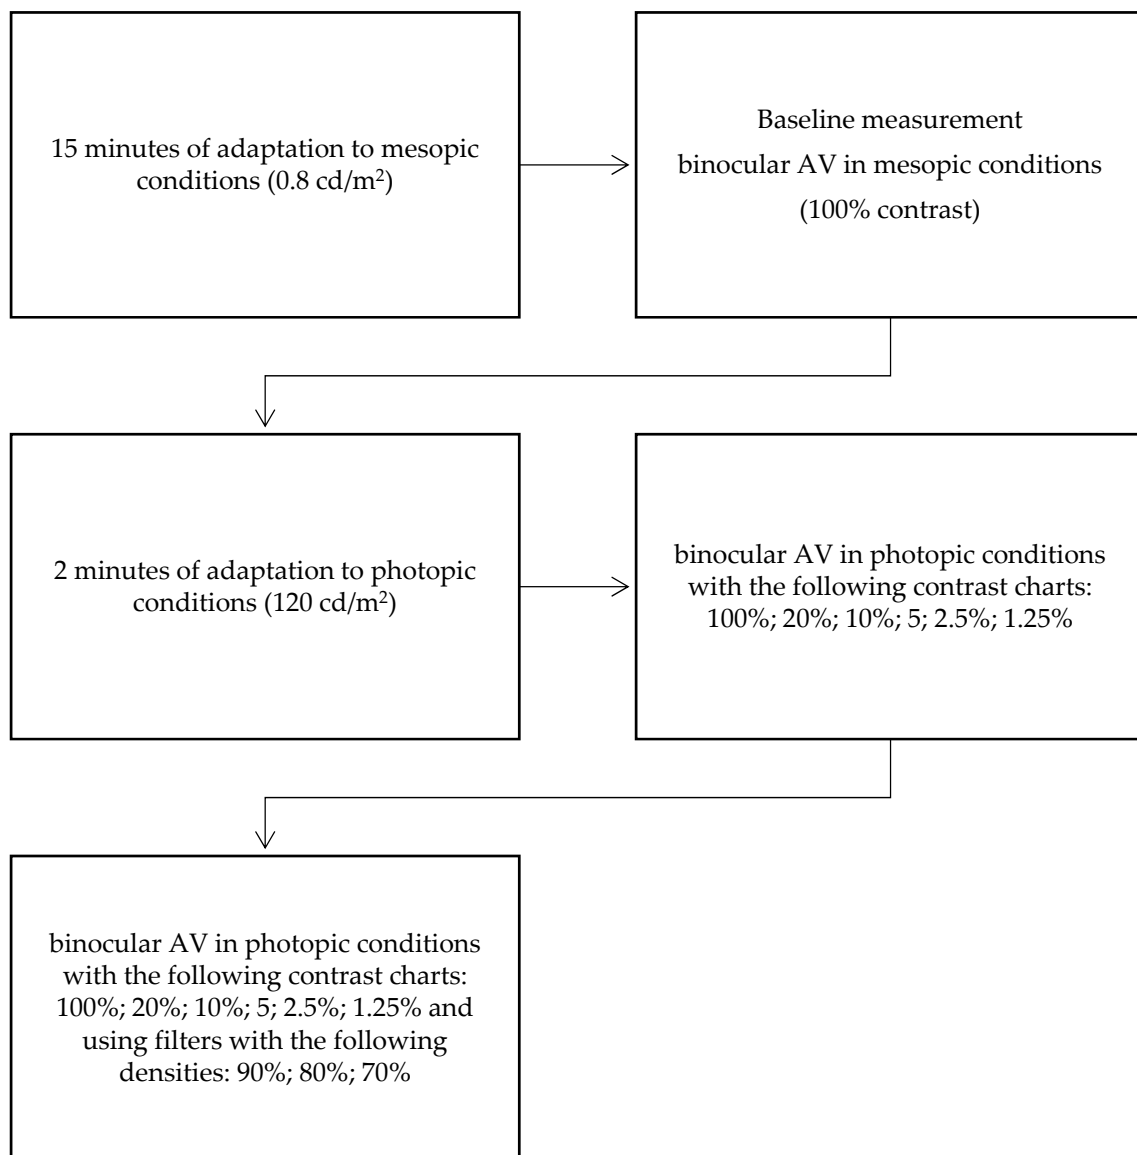 15 minutes of adaptation to mesopic
conditions (0.8 cd/m²)
Baseline measurement
binocular AV in mesopic conditions
(100% contrast)
2 minutes of adaptation to photopic
conditions (120 cd/m²)
binocular AV in photopic conditions
with the following contrast charts:
100%; 20%; 10%; 5; 2.5%; 1.25%
binocular AV in photopic conditions
with the following contrast charts:
100%; 20%; 10%; 5; 2.5%; 1.25% and
using filters with the following
densities: 90%; 80%; 70%